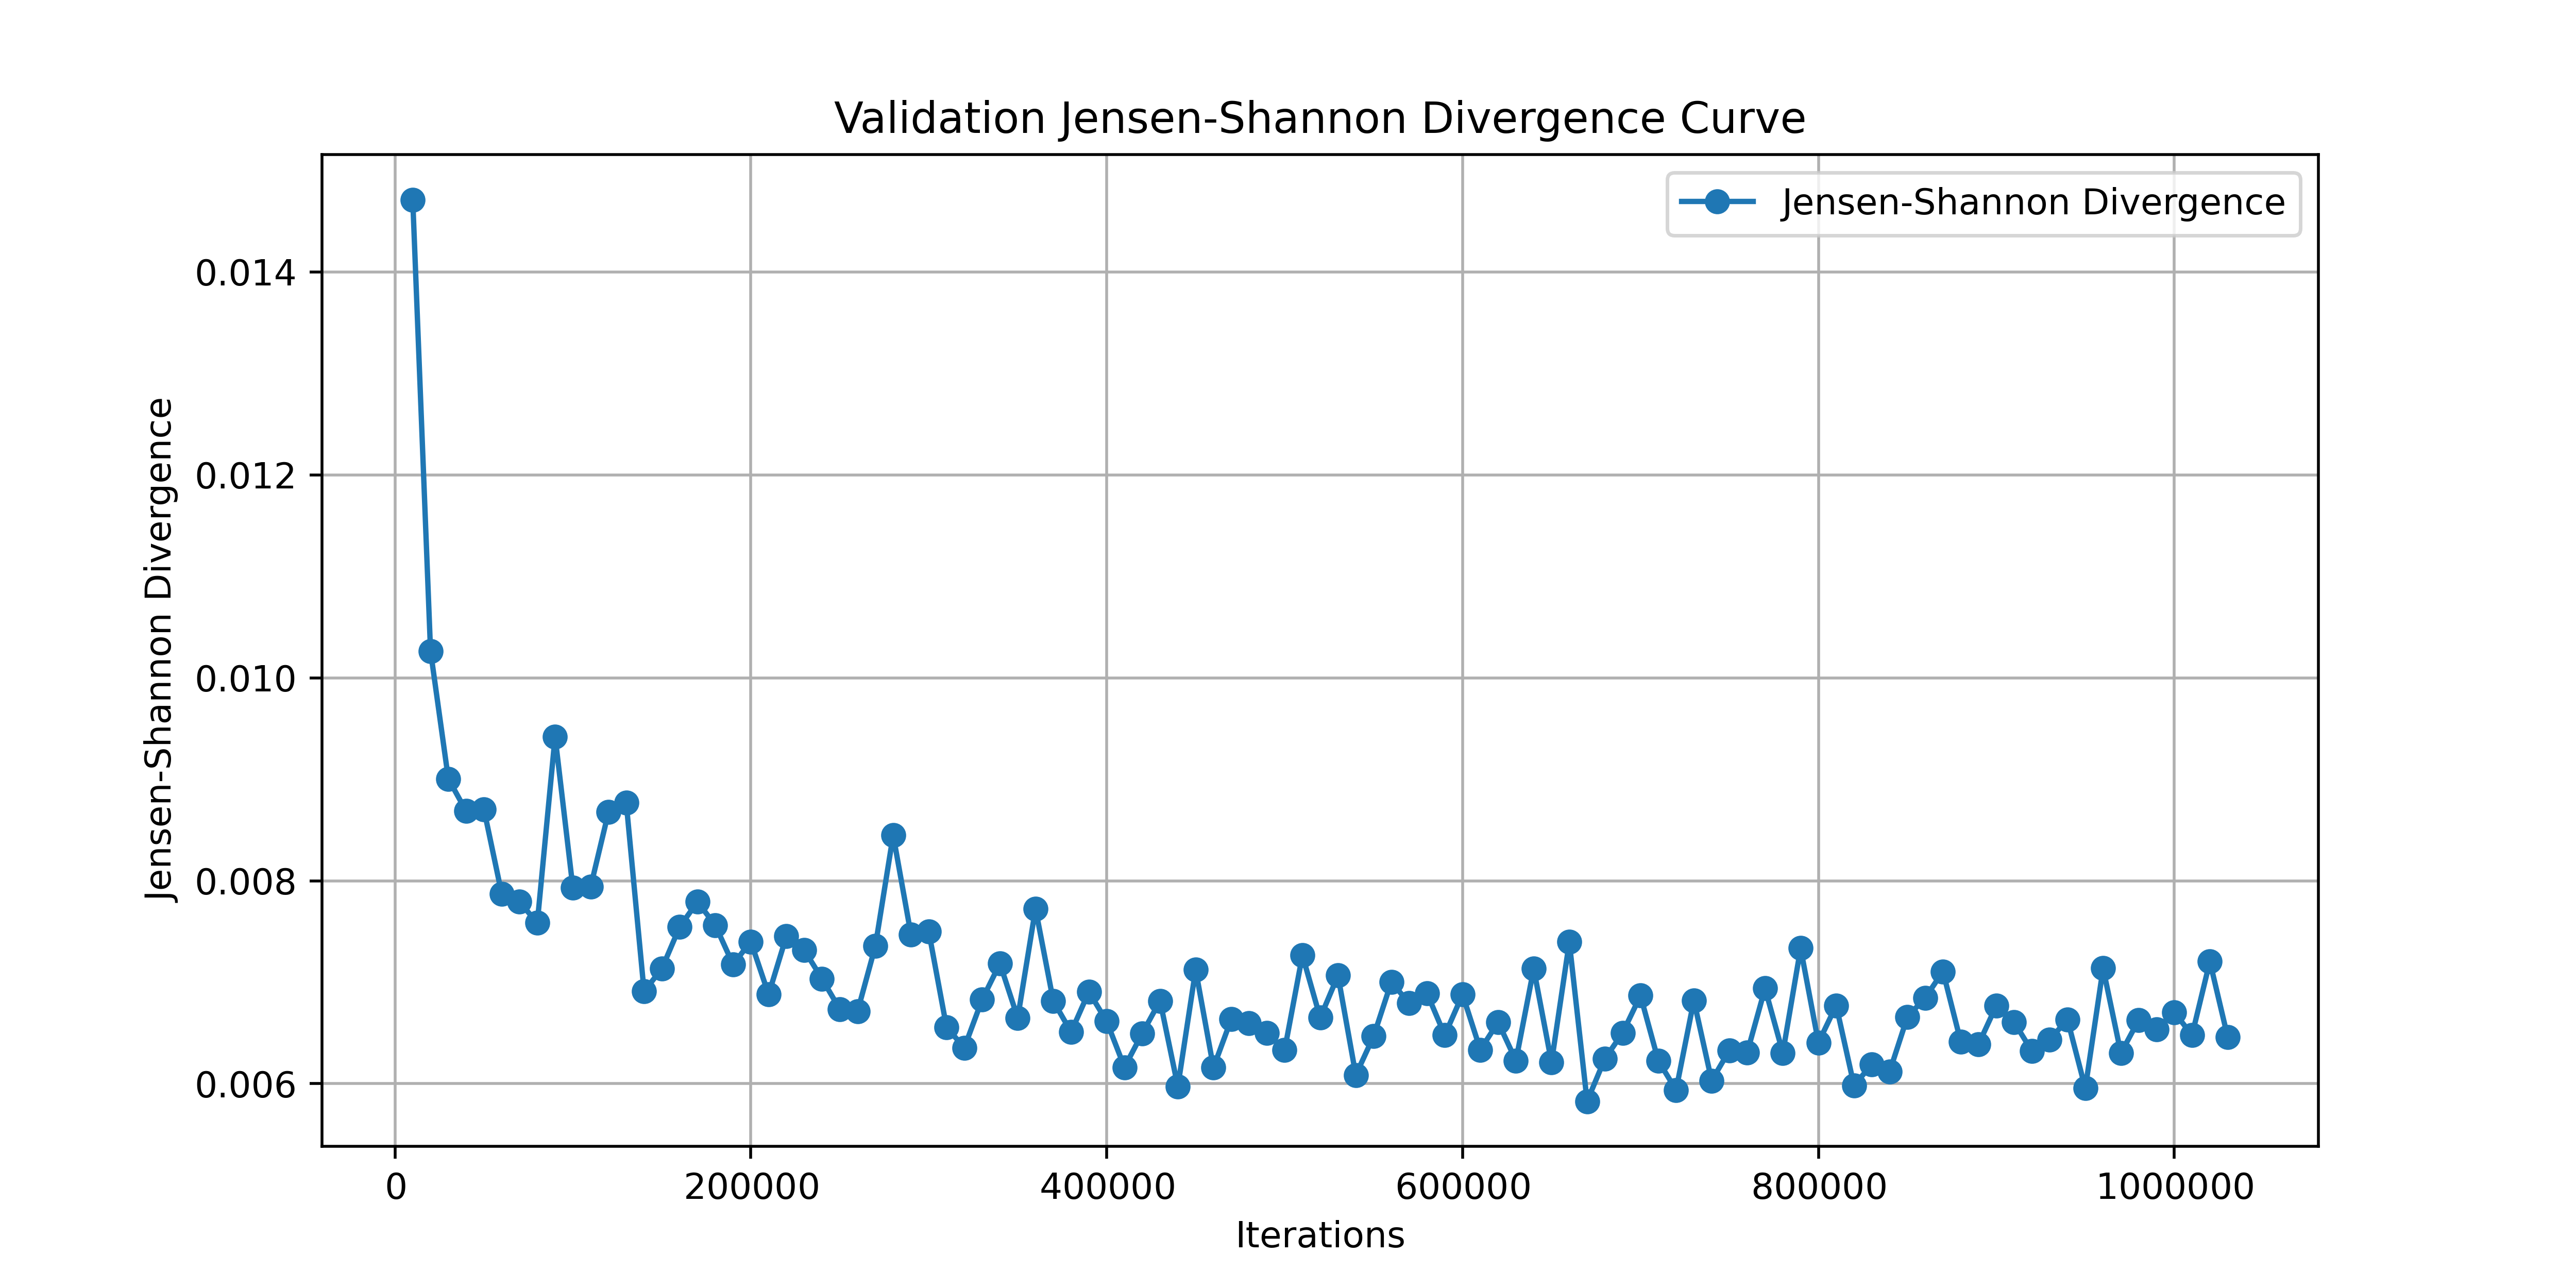 Validation Jensen-Shannon Divergence Curve
Jensen-Shannon Divergence
Jensen-Shannon Divergence
0.014
0.012
0.010
0.008
0.006
0 200000 400000 600000 800000 1000000
Iterations